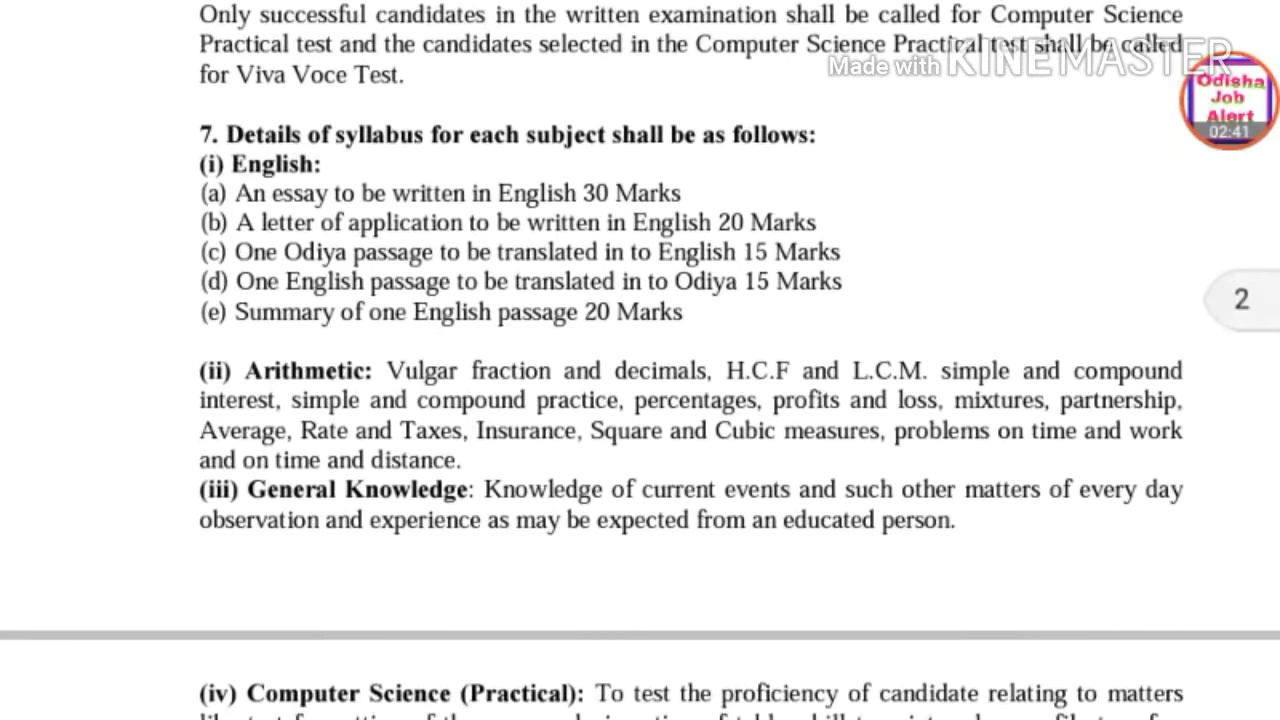 Only successful candidates in the written examination shall be called for Computer Science
Practical test and the candidates selected in the Computer Science Practical test shall be called
for Viva Voce Test.
Made with KINEMASTER
Odisha
Job
Alert
02:41
7. Details of syllabus for each subject shall be as follows:
(i) English:
(a) An essay to be written in English 30 Marks
(b) A letter of application to be written in English 20 Marks
(c) One Odiya passage to be translated in to English 15 Marks
(d) One English passage to be translated in to Odiya 15 Marks
(e) Summary of one English passage 20 Marks
2
(ii) Arithmetic: Vulgar fraction and decimals, H.C.F and L.C.M. simple and compound
interest, simple and compound practice, percentages, profits and loss, mixtures, partnership,
Average, Rate and Taxes, Insurance, Square and Cubic measures, problems on time and work
and on time and distance.
(iii) General Knowledge: Knowledge of current events and such other matters of every day
observation and experience as may be expected from an educated person.
(iv) Computer Science (Practical): To test the proficiency of candidate relating to matters